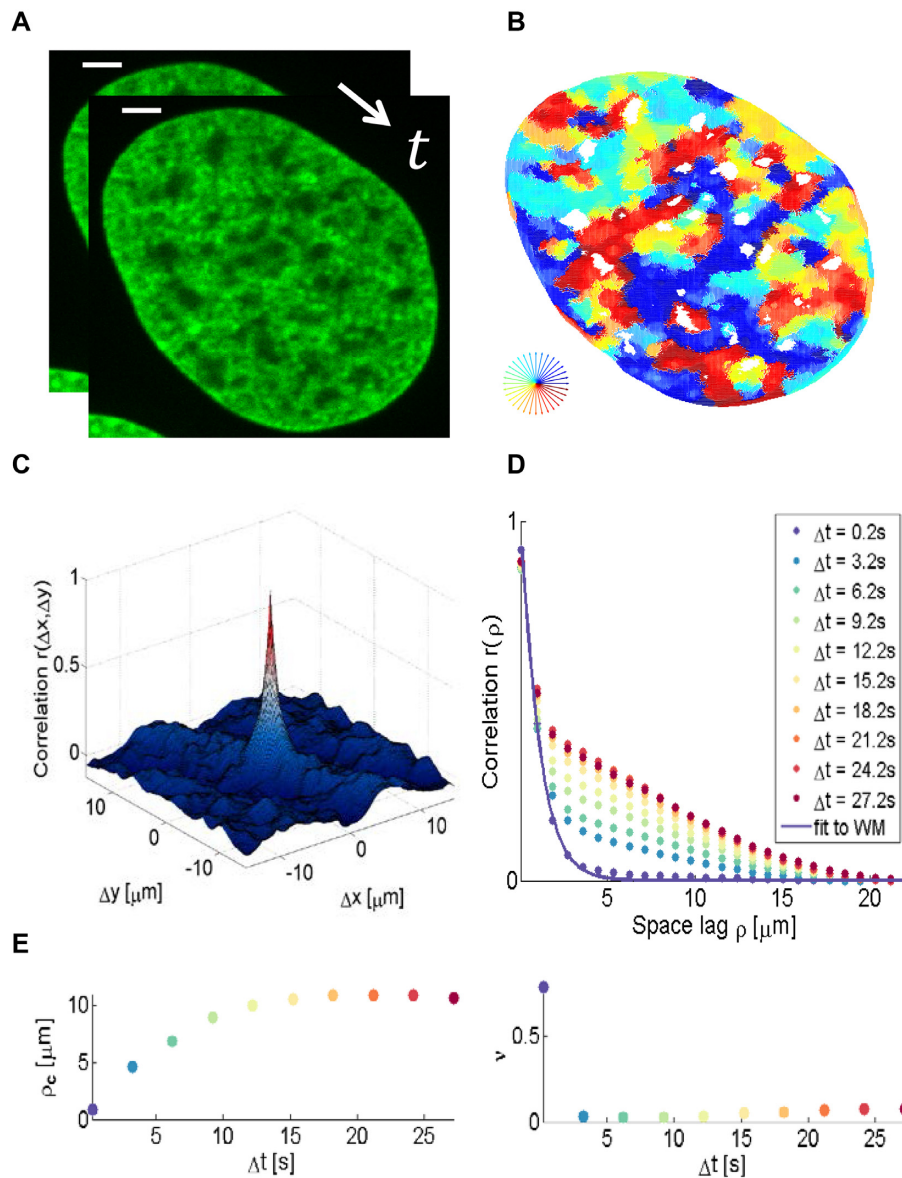 A
B
t
C
D
Correlation r(Δx,Δy)
1
0.5
0
10
0
-10
Δy [μm]
-10
0
10
Δx [μm]
1
Correlation r(ρ)
0
5
10
15
20
Space lag ρ [μm]
Δt = 0.2s
Δt = 3.2s
Δt = 6.2s
Δt = 9.2s
Δt = 12.2s
Δt = 15.2s
Δt = 18.2s
Δt = 21.2s
Δt = 24.2s
Δt = 27.2s
fit to WM
E
ρc [μm]
10
5
0
5
10
15
20
25
Δt [s]
ν
0.5
0
5
10
15
20
25
Δt [s]